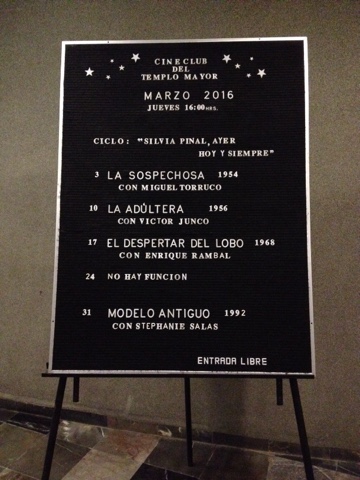 CINECLUB
DEL
TEMPLO MAYOR
MARZO 2016
JUEVES 16:00 HRS.
CICLO: "SILVIA PINAL, AYER
HOY Y SIEMPRE"
3 LA SOSPECHOSA 1954
CON MIGUEL TORRUCO
10 LA ADÚLTERA 1956
CON VICTOR JUNCO
17 EL DESPERTAR DEL LOBO 1968
CON ENRIQUE RAMBAL
24 NO HAY FUNCION
31 MODELO ANTIGUO 1992
CON STEPHANIE SALAS
ENTRADA LIBRE